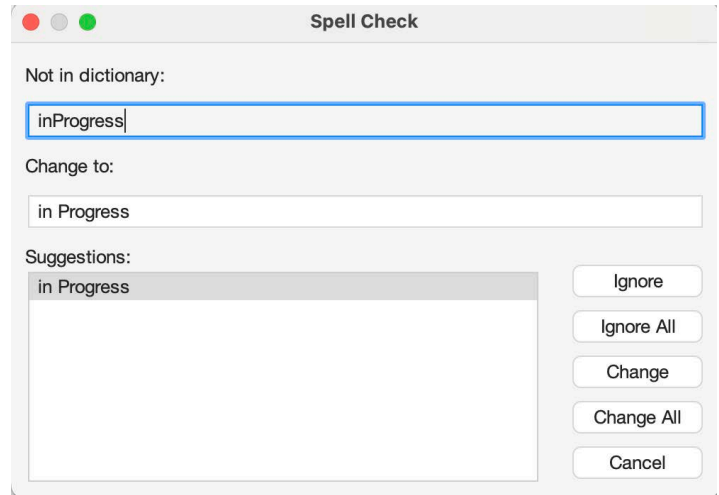 Spell Check
Not in dictionary:
inProgress
Change to:
in Progress
Suggestions:
in Progress
Ignore
Ignore All
Change
Change All
Cancel